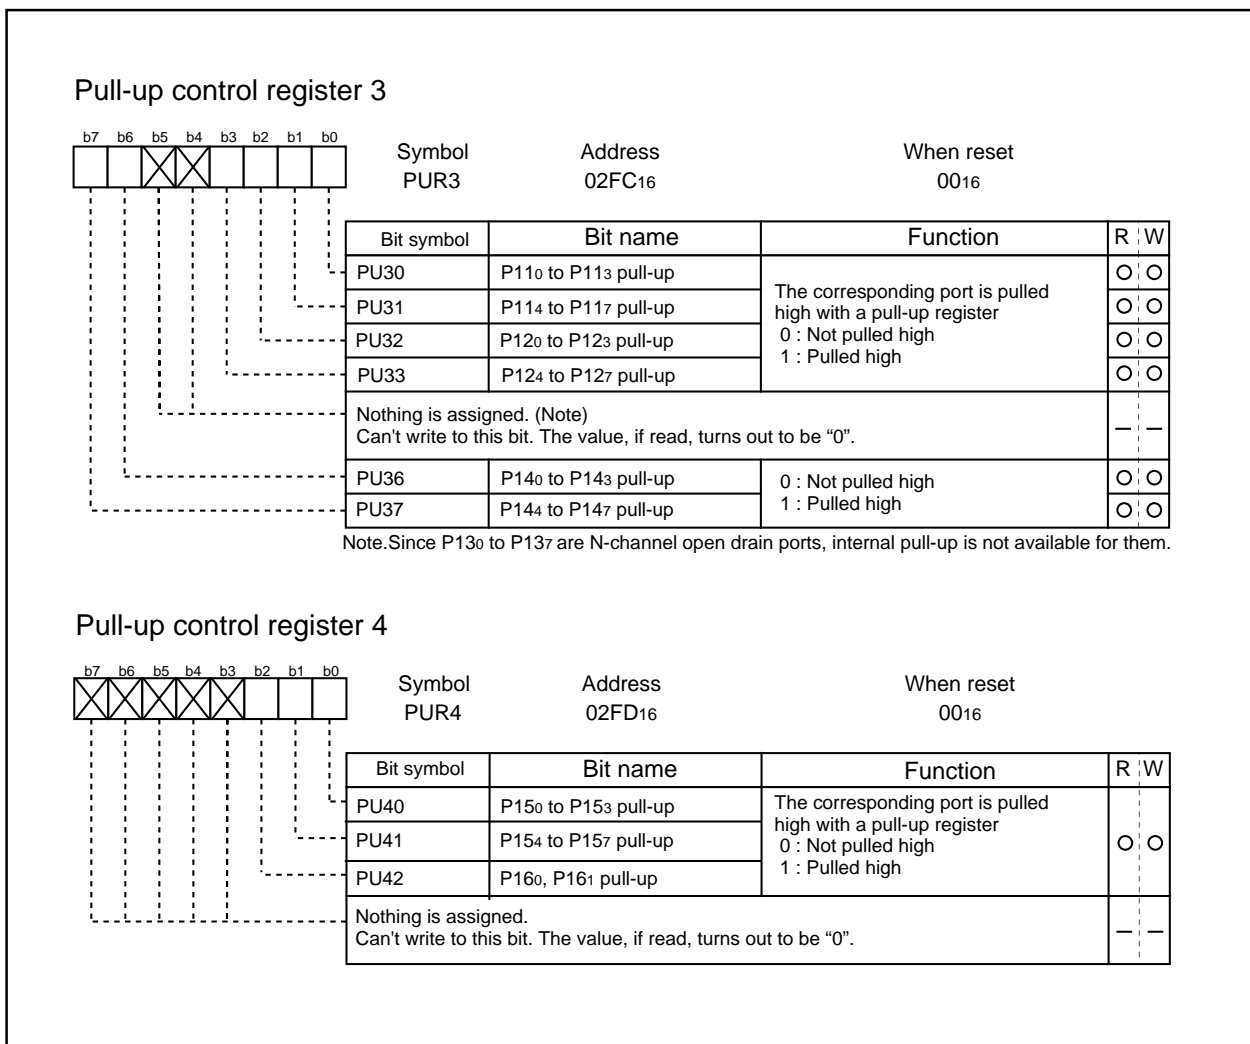 Pull-up control register 3
b7 b6 b5 b4 b3 b2 b1 b0
Symbol Address When reset
PUR3 02FC16 0016
Bit symbol Bit name Function R W
PU30 P110 to P113 pull-up
PU31 P114 to P117 pull-up
PU32 P120 to P123 pull-up
PU33 P124 to P127 pull-up
The corresponding port is pulled
high with a pull-up register
0 : Not pulled high
1 : Pulled high
Nothing is assigned. (Note)
Can't write to this bit. The value, if read, turns out to be “0”.
PU36 P140 to P143 pull-up
PU37 P144 to P147 pull-up
0 : Not pulled high
1 : Pulled high
Note.Since P130 to P137 are N-channel open drain ports, internal pull-up is not available for them.
Pull-up control register 4
b7 b6 b5 b4 b3 b2 b1 b0
Symbol Address When reset
PUR4 02FD16 0016
Bit symbol Bit name Function R W
PU40 P150 to P153 pull-up
PU41 P154 to P157 pull-up
PU42 P160, P161 pull-up
The corresponding port is pulled
high with a pull-up register
0 : Not pulled high
1 : Pulled high
Nothing is assigned.
Can't write to this bit. The value, if read, turns out to be “0”.